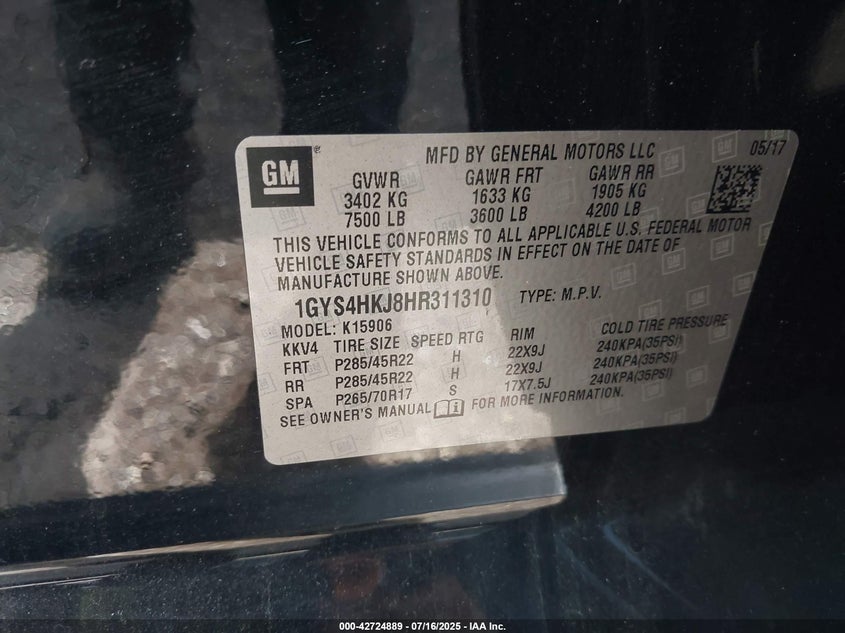 GM
MFD BY GENERAL MOTORS LLC 05/17
GVWR GAWR FRT GAWR RR
3402 KG 1633 KG 1905 KG
7500 LB 3600 LB 4200 LB
THIS VEHICLE CONFORMS TO ALL APPLICABLE U.S. FEDERAL MOTOR
VEHICLE SAFETY STANDARDS IN EFFECT ON THE DATE OF
MANUFACTURE SHOWN ABOVE.
1GYS4HKJ8HR311310 TYPE: M.P.V.
MODEL: K15906
KKV4 TIRE SIZE SPEED RTG RIM COLD TIRE PRESSURE
FRT P285/45R22 H 22X9J 240KPA(35PSI)
RR P285/45R22 H 22X9J 240KPA(35PSI)
SPA P265/70R17 S 17X7.5J 240KPA(35PSI)
SEE OWNER'S MANUAL FOR MORE INFORMATION.
000-42724889 - 07/16/2025 - IAA Inc.